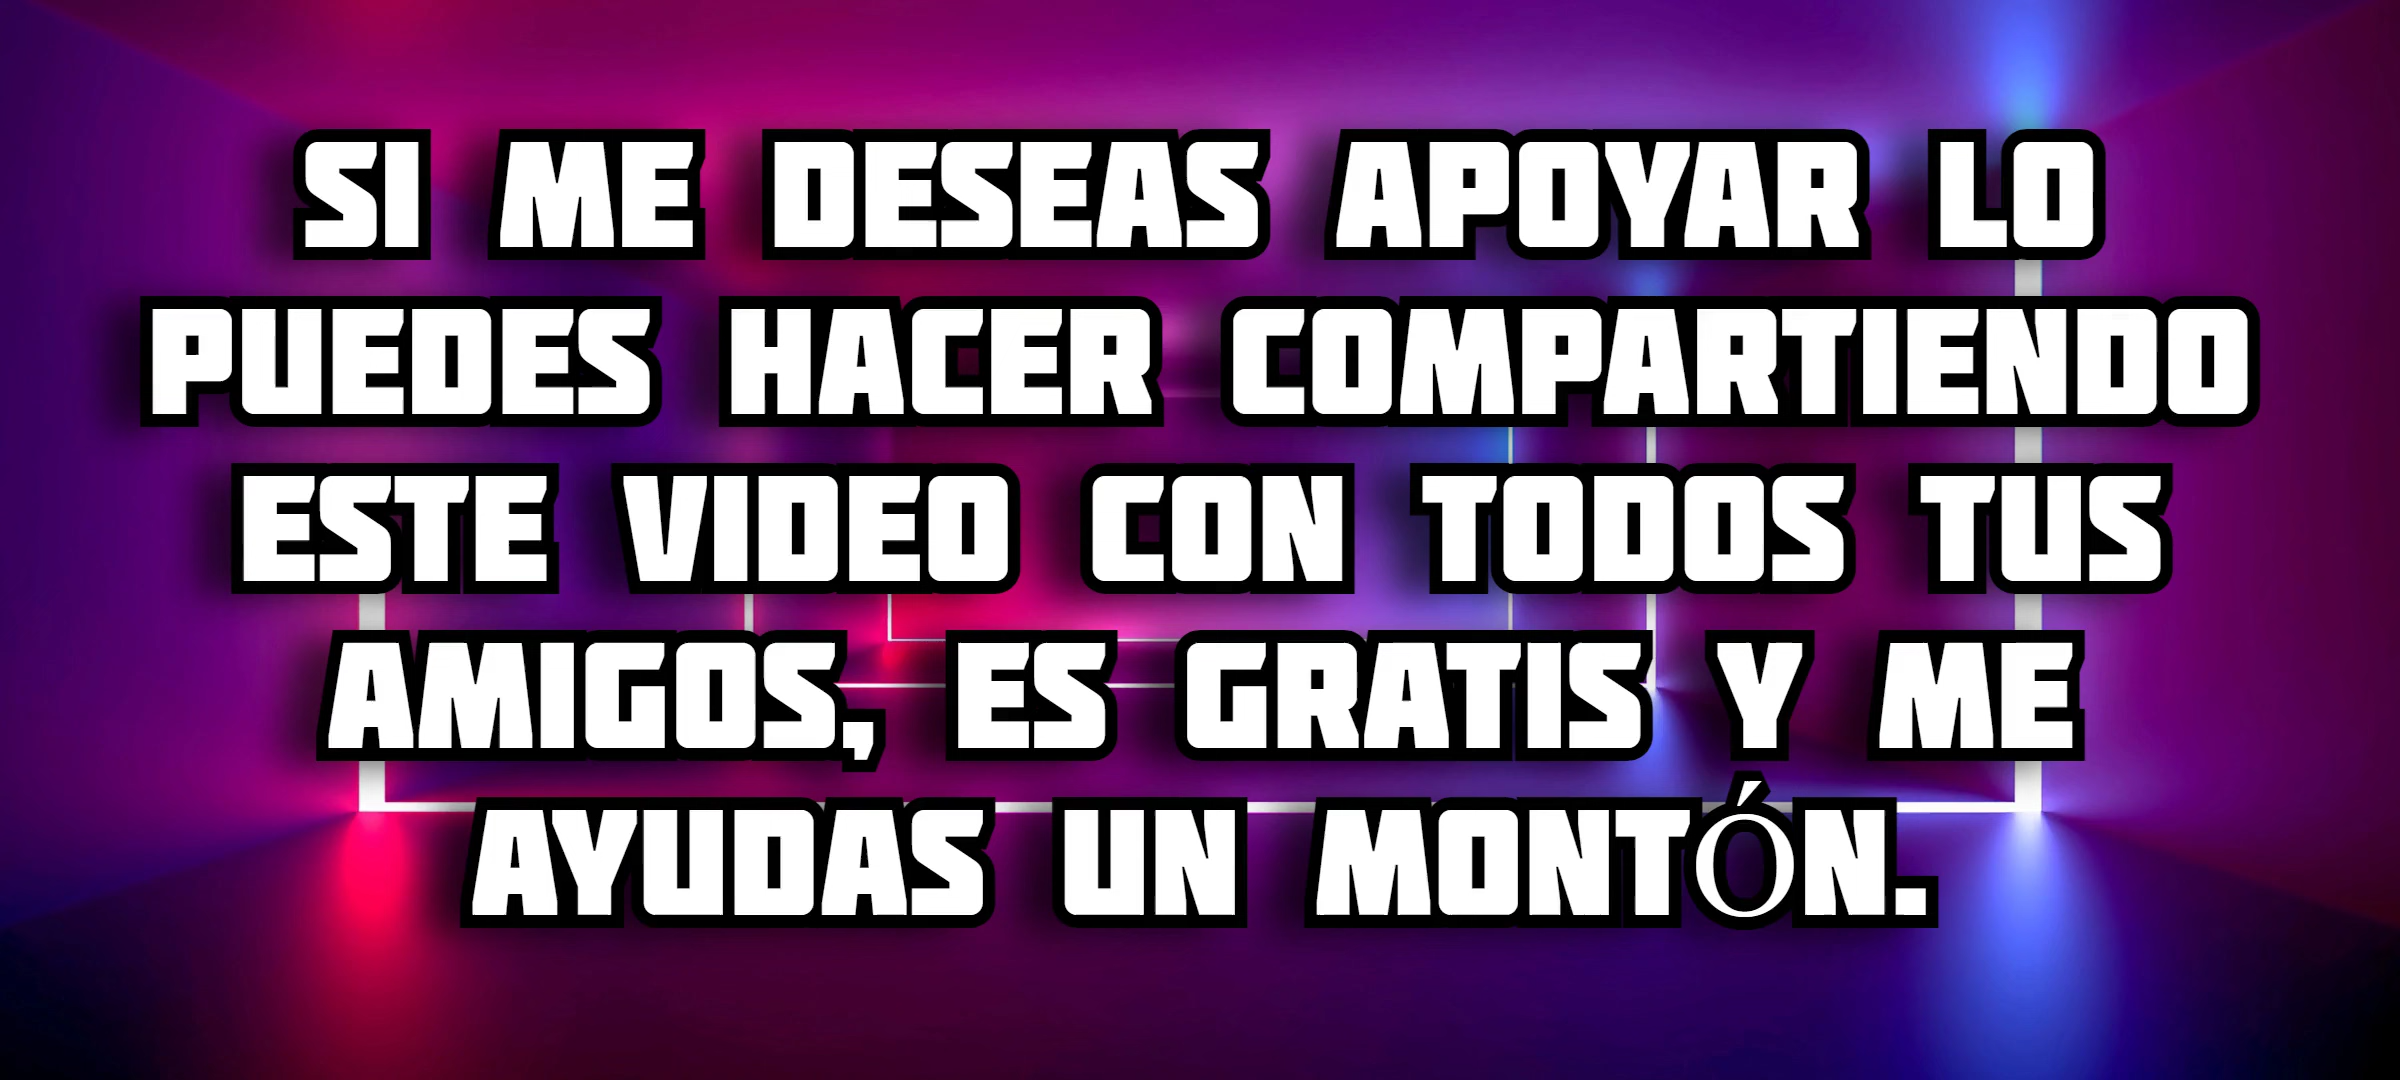 SI ME DESEAS APOYAR LO
PUEDES HACER COMPARTIENDO
ESTE VIDEO CON TODOS TUS
AMIGOS, ES GRATIS Y ME
AYUDAS UN MONTÓN.